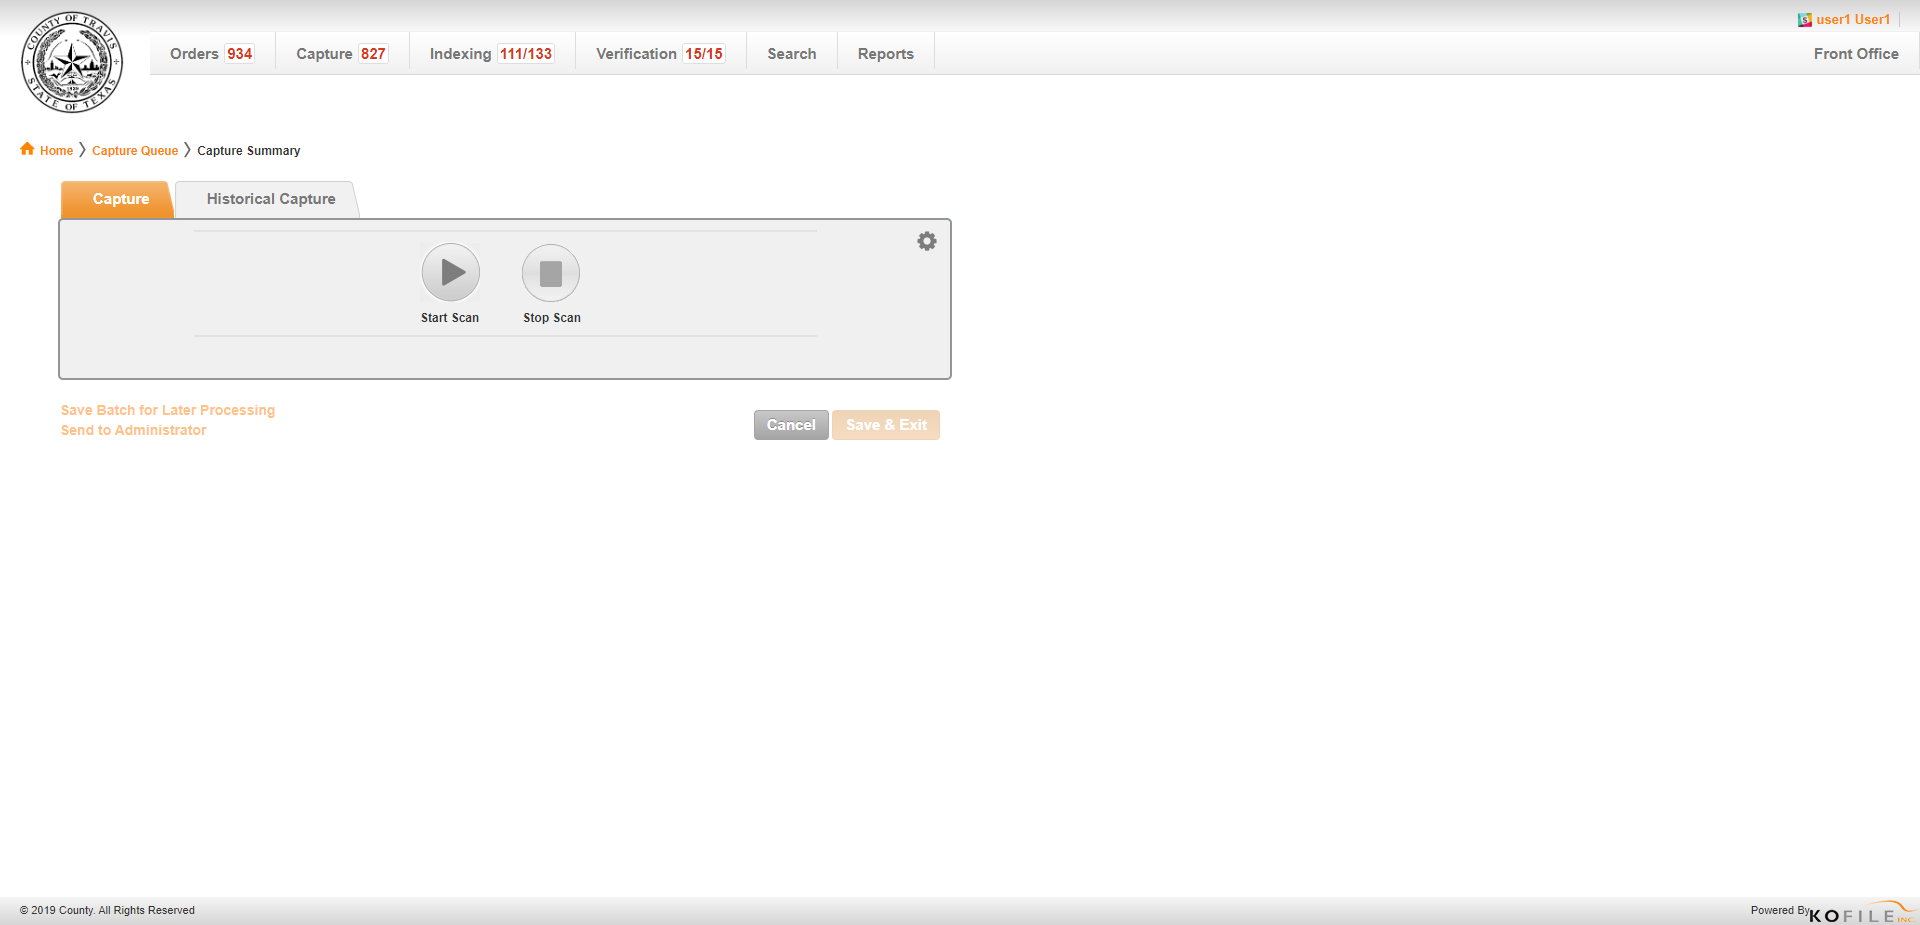 COUNTY OF TRAVIS
STATE OF TEXAS
user1 User1
Orders 934
Capture 827
Indexing 111/133
Verification 15/15
Search
Reports
Front Office
Home
Capture Queue
Capture Summary
Capture
Historical Capture
Start Scan
Stop Scan
Save Batch for Later Processing
Send to Administrator
Cancel
Save & Exit
© 2019 County. All Rights Reserved
Powered By
KOFILE INC.